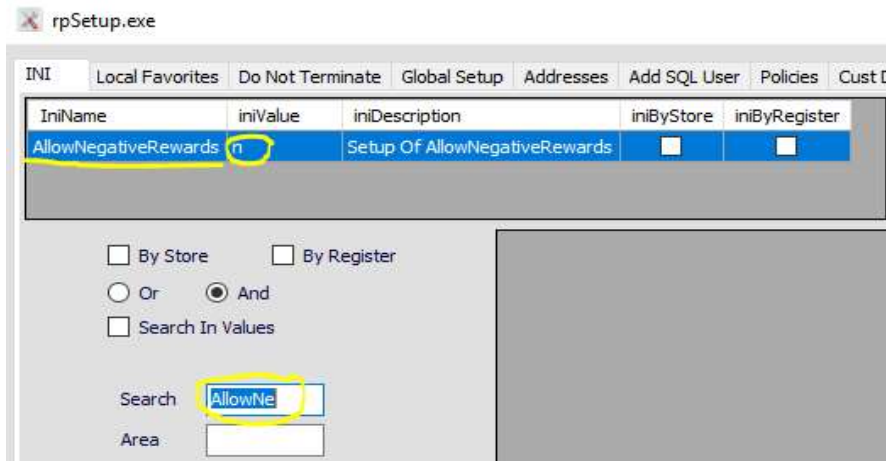 rpSetup.exe
INI Local Favorites Do Not Terminate Global Setup Addresses Add SQL User Policies Cust D
IniName iniValue iniDescription iniByStore iniByRegister
AllowNegativeRewards n Setup Of AllowNegativeRewards
By Store By Register
Or And
Search In Values
Search AllowNe
Area